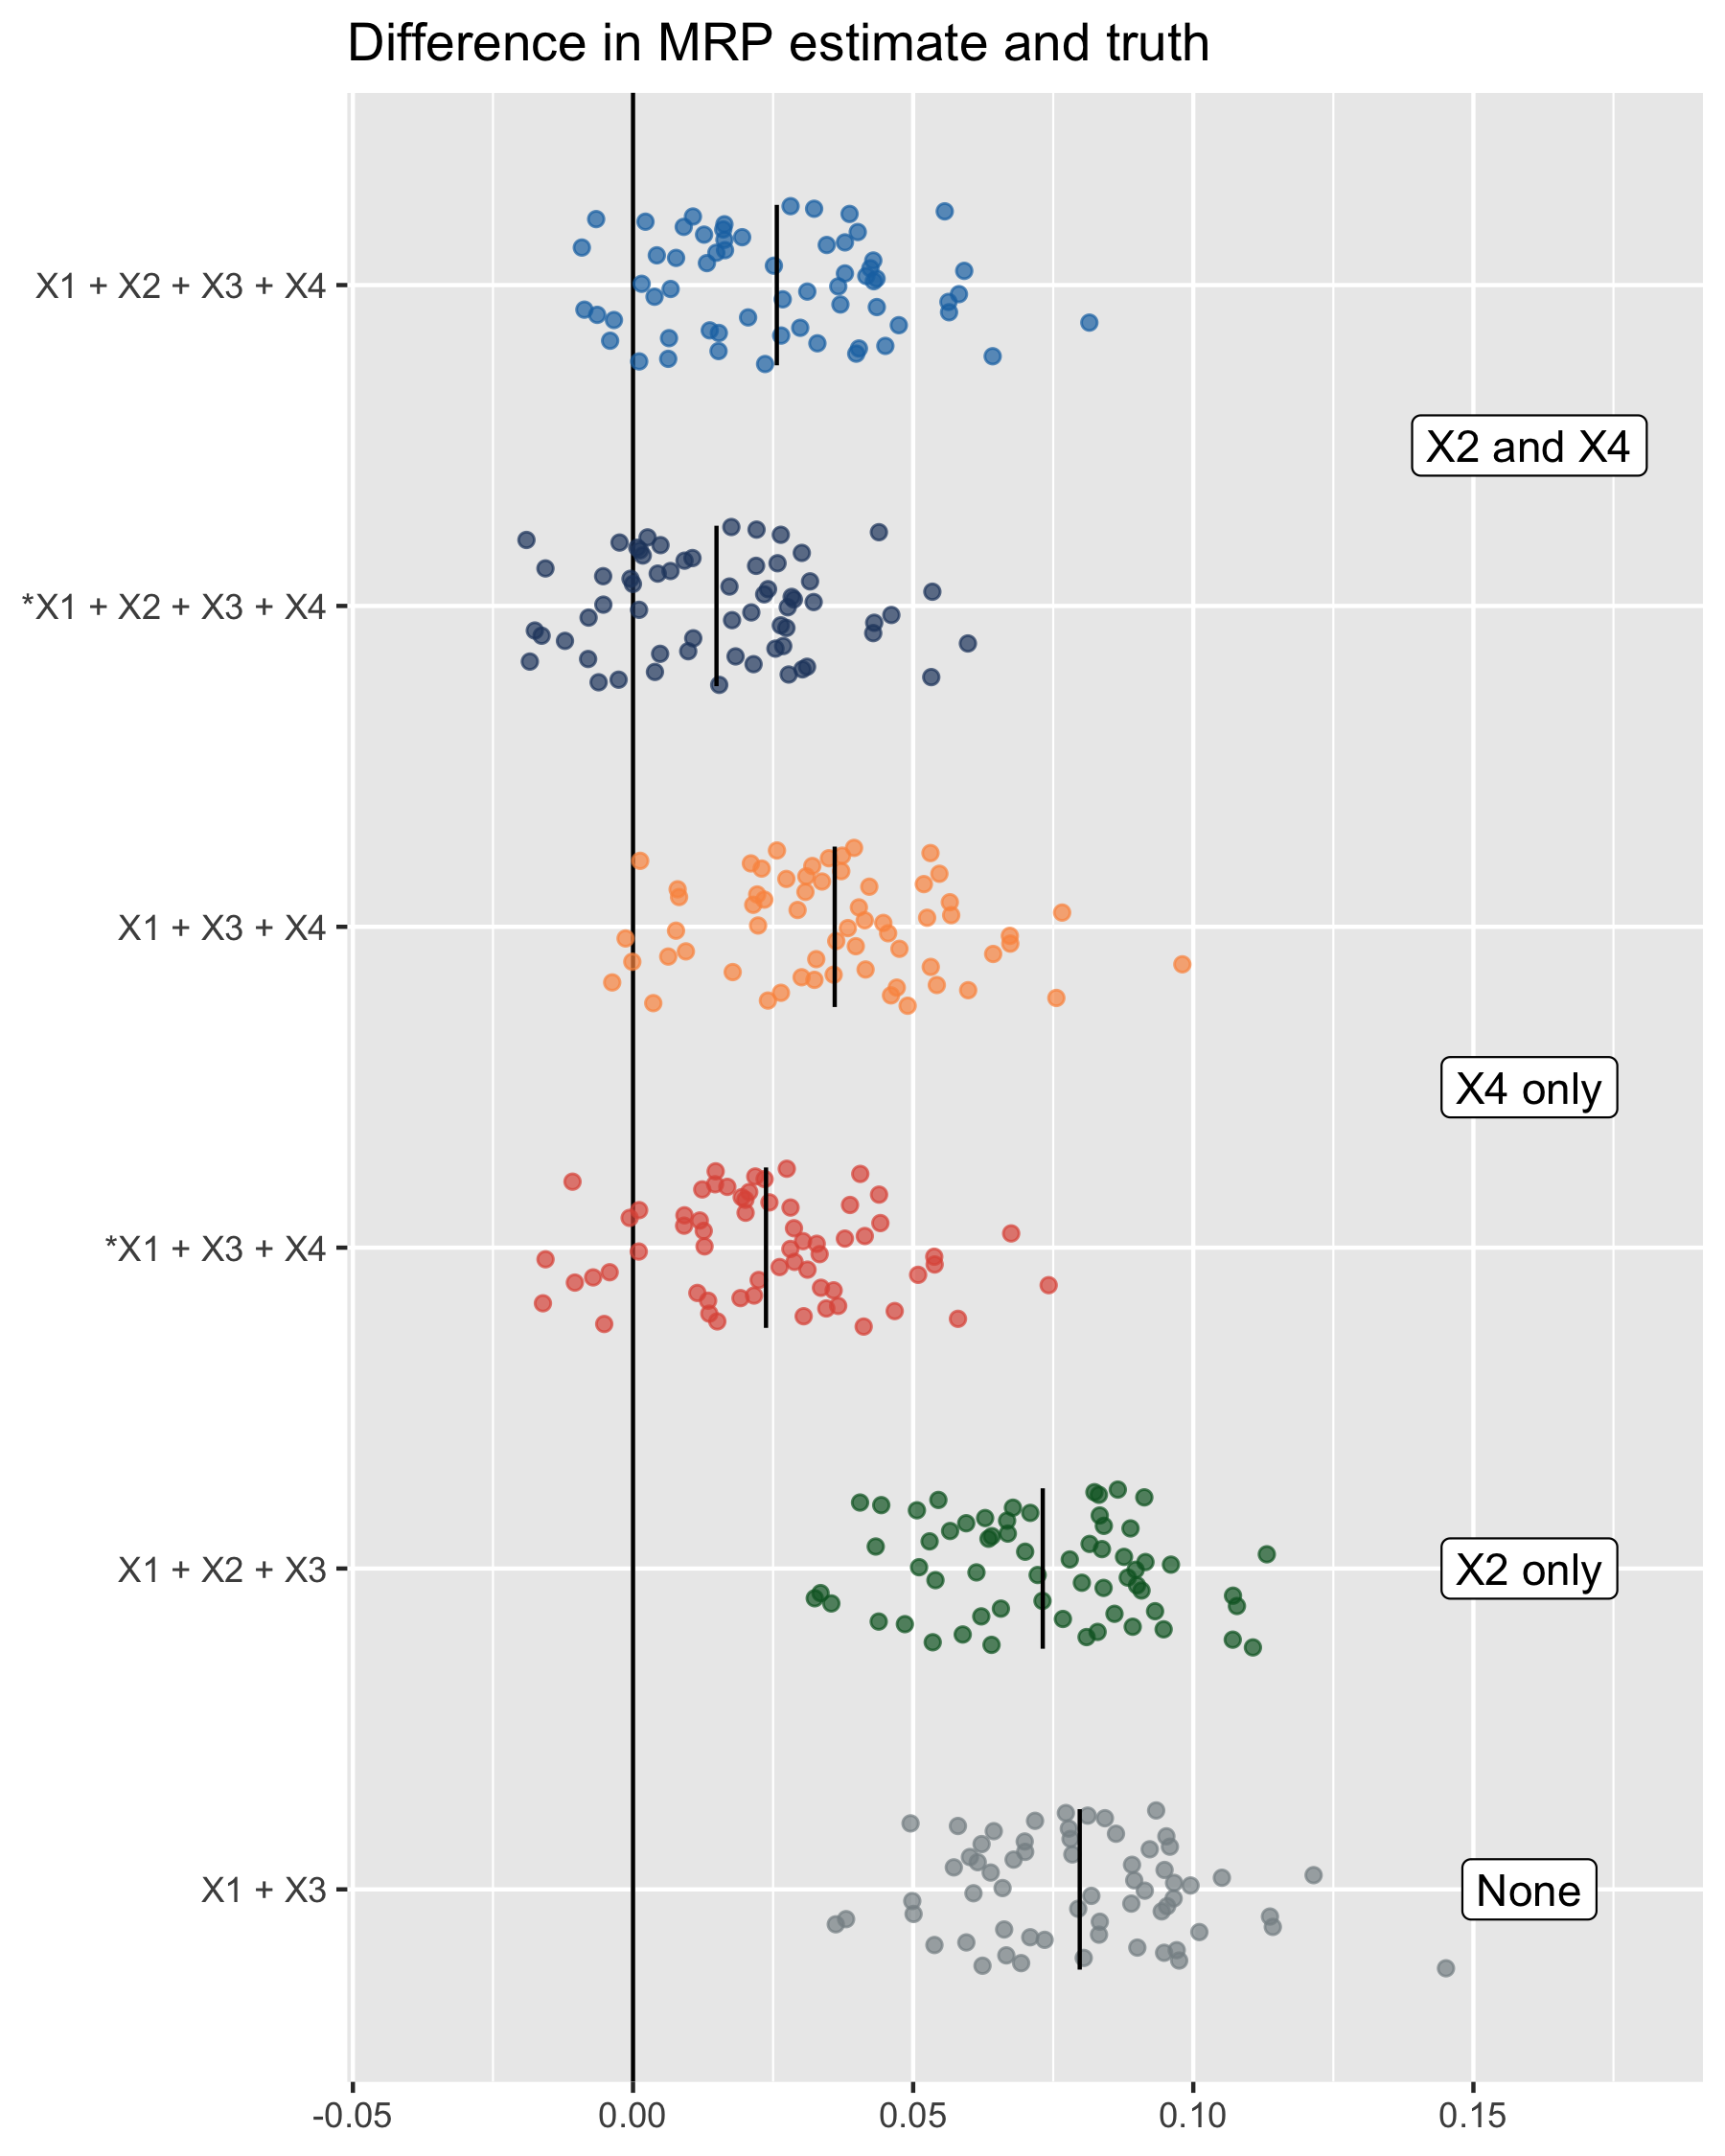 Difference in MRP estimate and truth
X1 + X2 + X3 + X4
X2 and X4
*X1 + X2 + X3 + X4
X1 + X3 + X4
X4 only
*X1 + X3 + X4
X1 + X2 + X3
X2 only
X1 + X3
None
-0.05 0.00 0.05 0.10 0.15